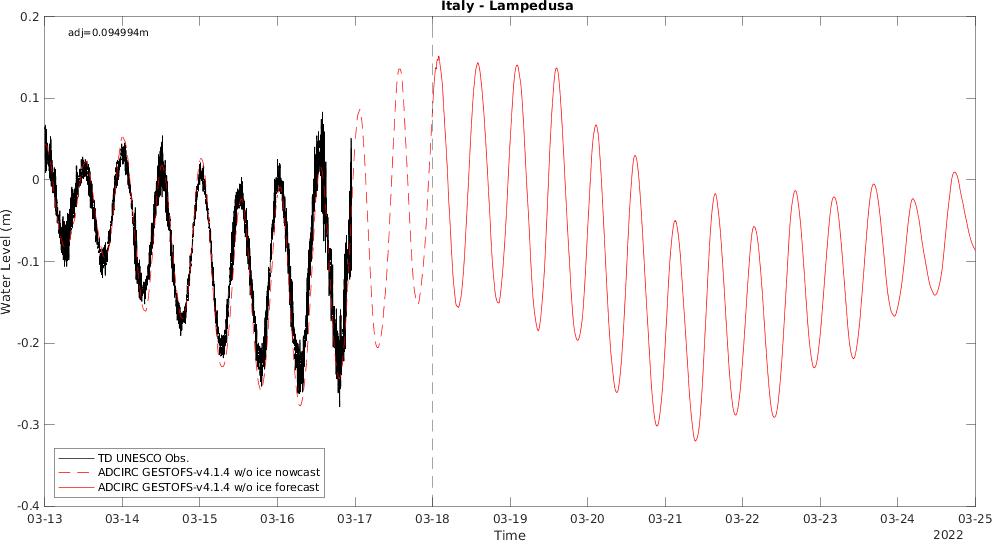 Italy - Lampedusa
adj=0.094994m
0.2
0.1
0
-0.1
-0.2
-0.3
-0.4
Water Level (m)
TD UNESCO Obs.
ADCIRC GESTOFS-v4.1.4 w/o ice nowcast
ADCIRC GESTOFS-v4.1.4 w/o ice forecast
03-13 03-14 03-15 03-16 03-17 03-18 03-19 03-20 03-21 03-22 03-23 03-24 03-25
Time
2022